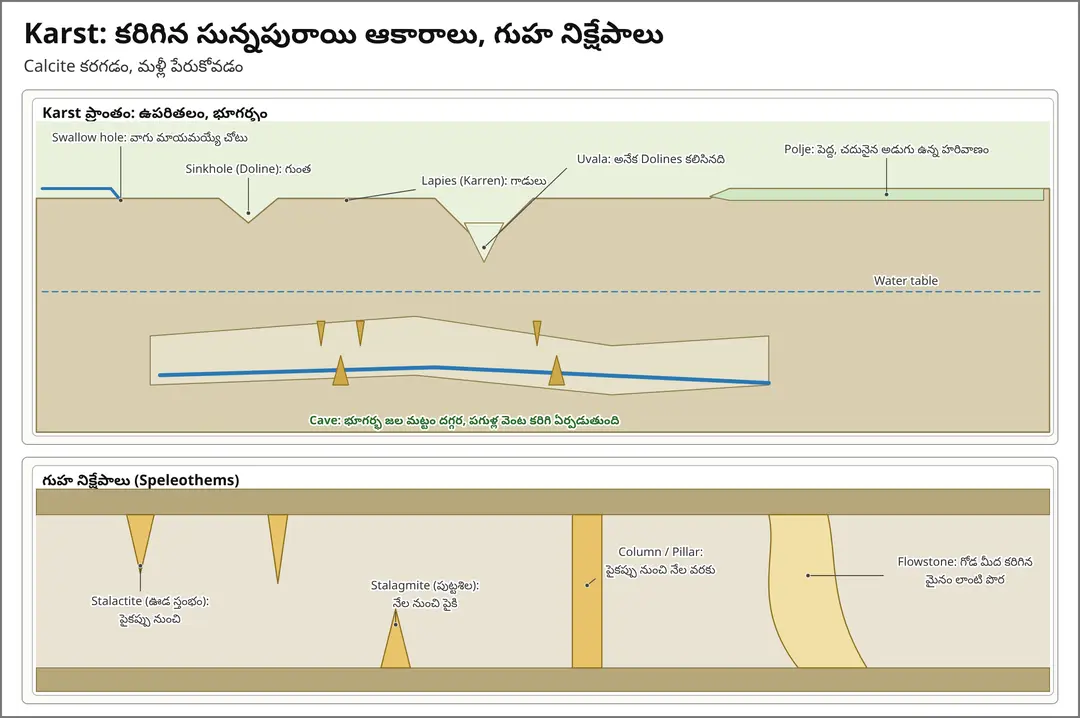 Karst: కరిగిన సున్నపురాయి ఆకారాలు, గుహ నిక్షేపాలు
Calcite కరగడం, మళ్లీ పేరుకోవడం
Karst ప్రాంతం: ఉపరితలం, భూగర్భం
Swallow hole: వాగు మాయమయ్యే చోటు
Sinkhole (Doline): గుంత
Lapies (Karren): గాడులు
Uvala: అనేక Dolines కలిసినది
Polje: పెద్ద, చదునైన అడుగు ఉన్న హరివాణం
Water table
Cave: భూగర్భ జల మట్టం దగ్గర, పగుళ్ల వెంట కరిగి ఏర్పడుతుంది
గుహ నిక్షేపాలు (Speleothems)
Stalactite (ఊడ స్తంభం):
పైకప్పు నుంచి
Stalagmite (పుట్టశిల):
నేల నుంచి పైకి
Column / Pillar:
పైకప్పు నుంచి నేల వరకు
Flowstone: గోడ మీద కరిగిన
మైనం లాంటి పొర